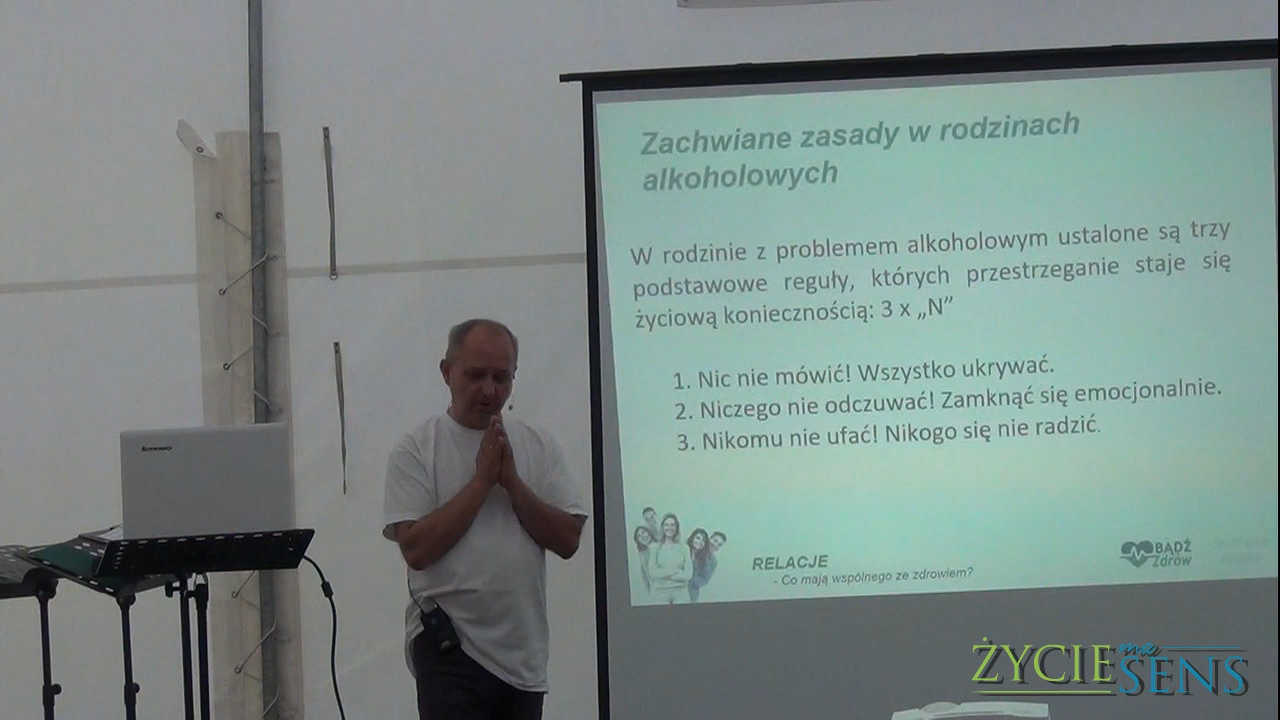 Zachwiane zasady w rodzinach
alkoholowych
W rodzinie z problemem alkoholowym ustalone są trzy
podstawowe reguły, których przestrzeganie staje się
życiową koniecznością: 3 x „N”
1. Nic nie mówić! Wszystko ukrywać.
2. Niczego nie odczuwać! Zamknąć się emocjonalnie.
3. Nikomu nie ufać! Nikogo się nie radzić.
RELACJE
- Co mają wspólnego ze zdrowiem?
BĄDŹ
Zdrów
lenovo
ŻYCIE ma
SENS